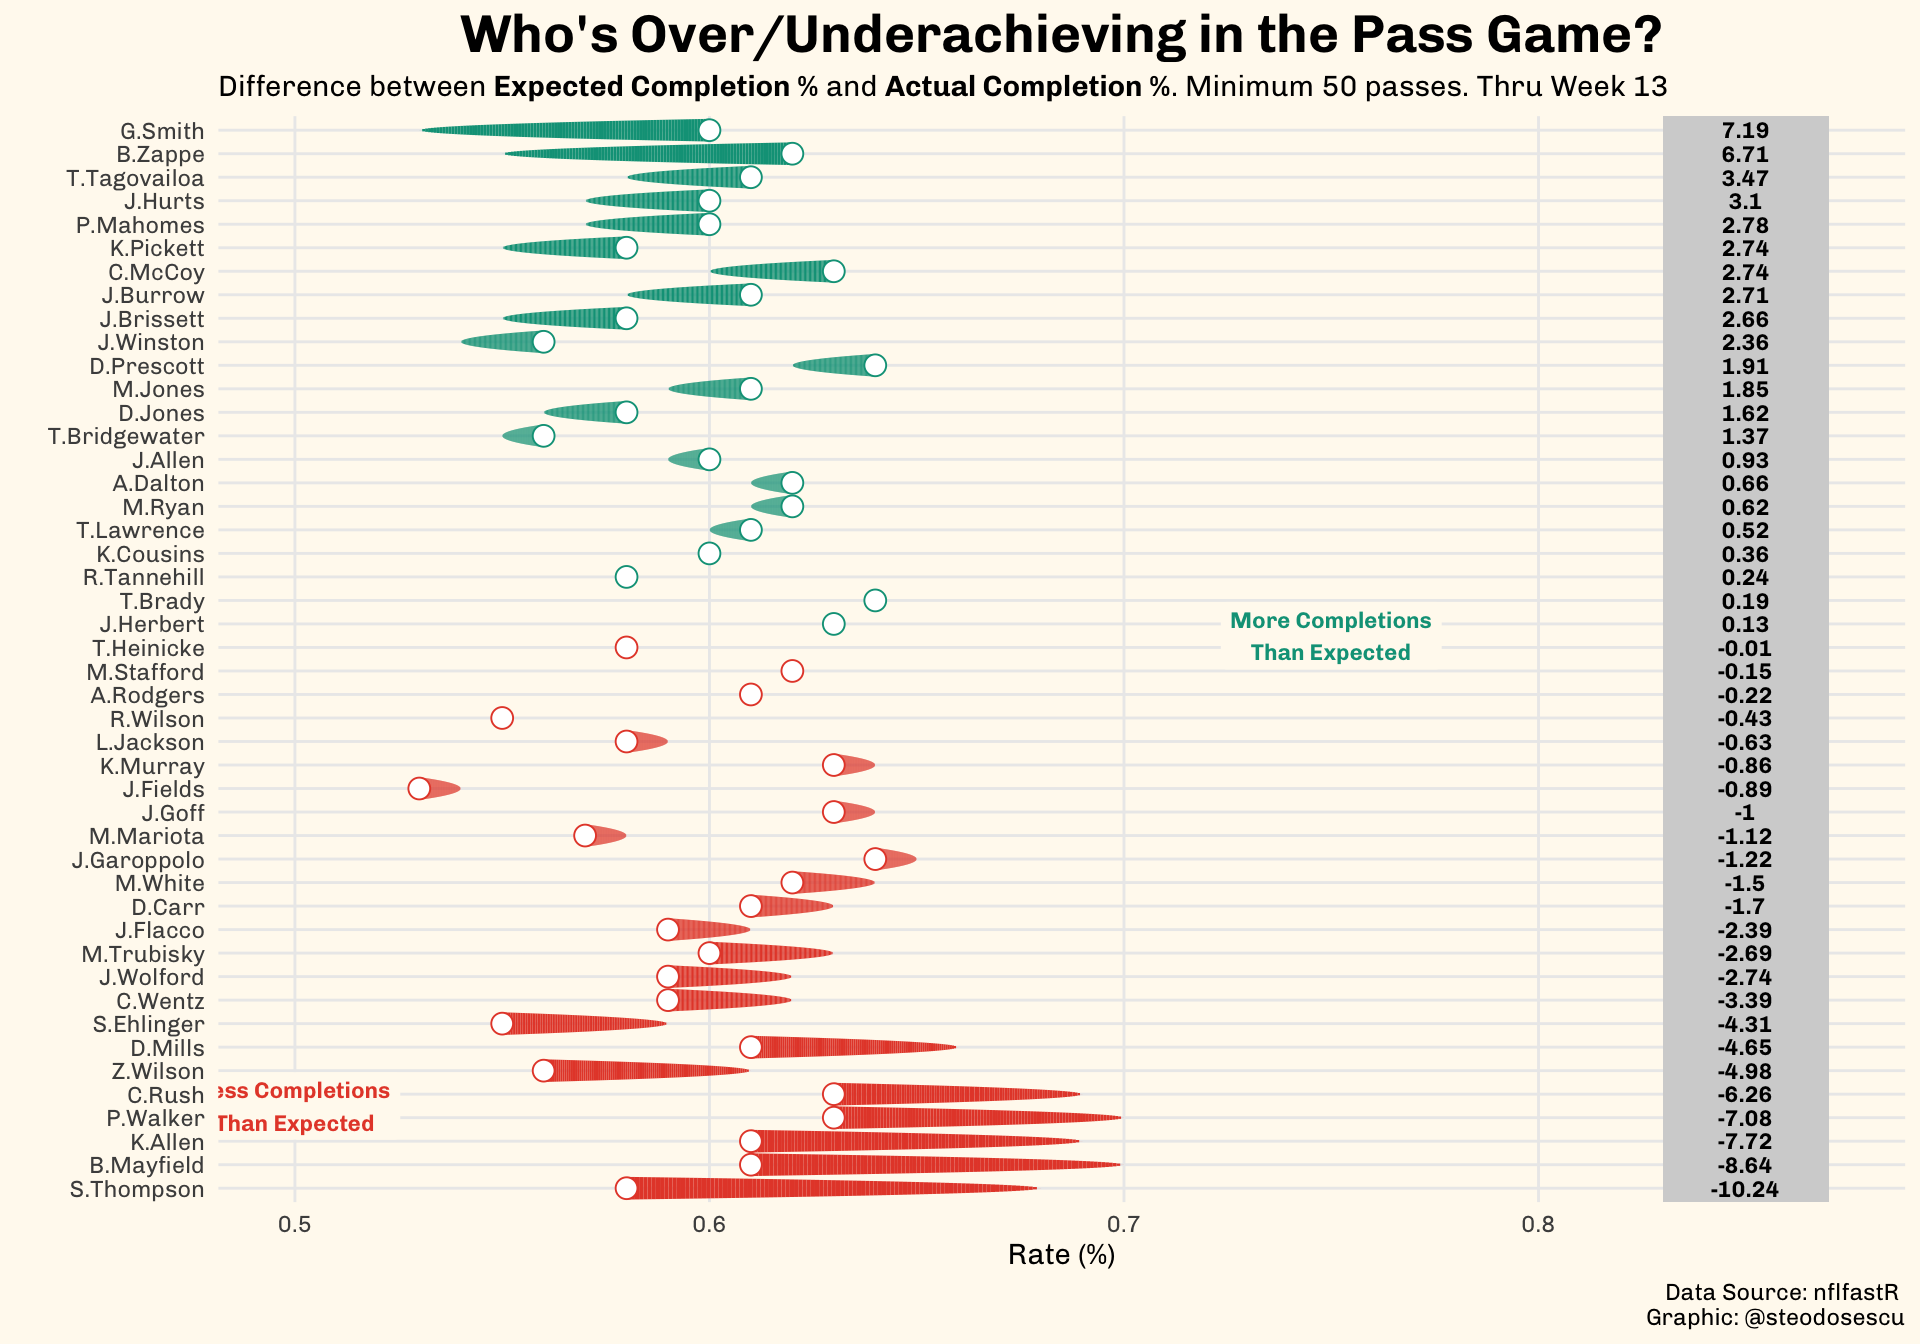 Who's Over/Underachieving in the Pass Game?
Difference between Expected Completion % and Actual Completion %. Minimum 50 passes. Thru Week 13
G.Smith 7.19
B.Zappe 6.71
T.Tagovailoa 3.47
J.Hurts 3.1
P.Mahomes 2.78
K.Pickett 2.74
C.McCoy 2.74
J.Burrow 2.71
J.Brissett 2.66
J.Winston 2.36
D.Prescott 1.91
M.Jones 1.85
D.Jones 1.62
T.Bridgewater 1.37
J.Allen 0.93
A.Dalton 0.66
M.Ryan 0.62
T.Lawrence 0.52
K.Cousins 0.36
R.Tannehill 0.24
T.Brady 0.19
J.Herbert 0.13
More Completions
Than Expected
T.Heinicke -0.01
M.Stafford -0.15
A.Rodgers -0.22
R.Wilson -0.43
L.Jackson -0.63
K.Murray -0.86
J.Fields -0.89
J.Goff -1
M.Mariota -1.12
J.Garoppolo -1.22
M.White -1.5
D.Carr -1.7
J.Flacco -2.39
M.Trubisky -2.69
J.Wolford -2.74
C.Wentz -3.39
S.Ehlinger -4.31
D.Mills -4.65
Z.Wilson -4.98
C.Rush -6.26
ess Completions
Than Expected
P.Walker -7.08
K.Allen -7.72
B.Mayfield -8.64
S.Thompson -10.24
0.5 0.6 0.7 0.8
Rate (%)
Data Source: nflfastR
Graphic: @steodosescu